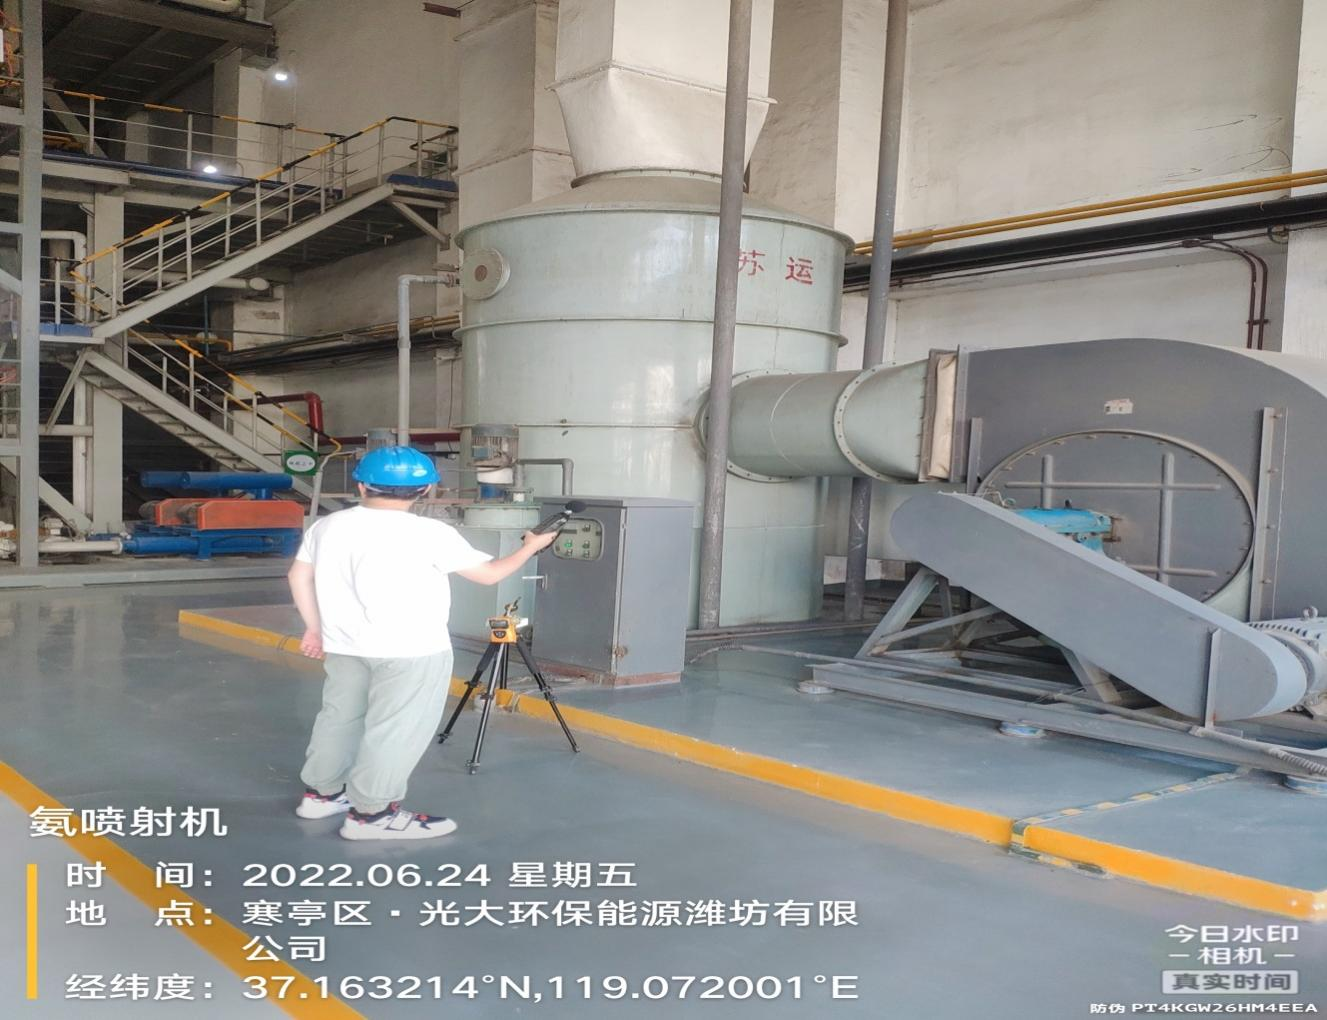 苏运
氨喷射机
时 间：2022.06.24 星期五
地 点：寒亭区·光大环保能源潍坊有限
公司
经纬度：37.163214°N,119.072001°E
今日水印
相机
真实时间
防伪 PT4KGW26HM4EEA